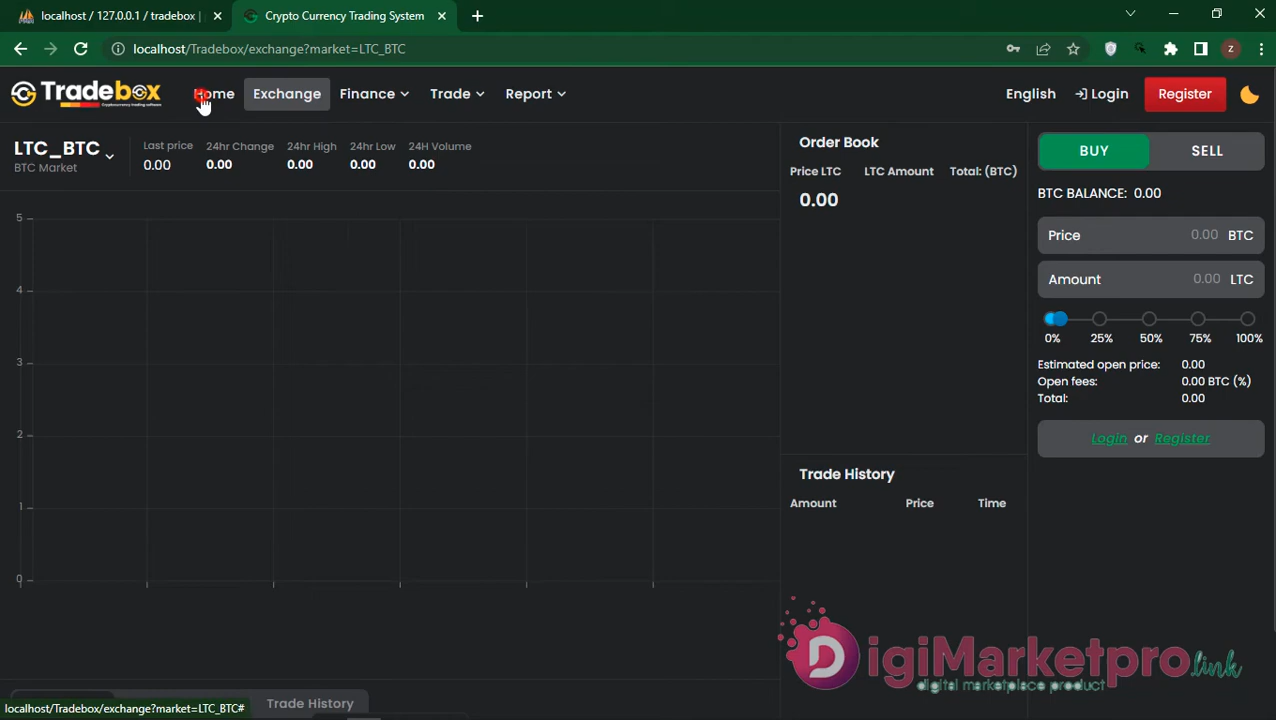 localhost / 127.0.0.1 / tradebox |
Crypto Currency Trading System
localhost/Tradebox/exchange?market=LTC_BTC
Z
Tradebox
Cryptocurrency trading software
Home
Exchange
Finance
Trade
Report
English
Login
Register
LTC_BTC
BTC Market
Last price
0.00
24hr Change
0.00
24hr High
0.00
24hr Low
0.00
24H Volume
0.00
5
4
3
2
1
0
Order Book
Price LTC LTC Amount Total: (BTC)
0.00
Trade History
Amount Price Time
BUY SELL
BTC BALANCE: 0.00
Price 0.00 BTC
Amount 0.00 LTC
0% 25% 50% 75% 100%
Estimated open price: 0.00
Open fees: 0.00 BTC (%)
Total: 0.00
Login or Register
Trade History
localhost/Tradebox/exchange?market=LTC_BTC#
DigiMarketpro.link
digital marketplace product